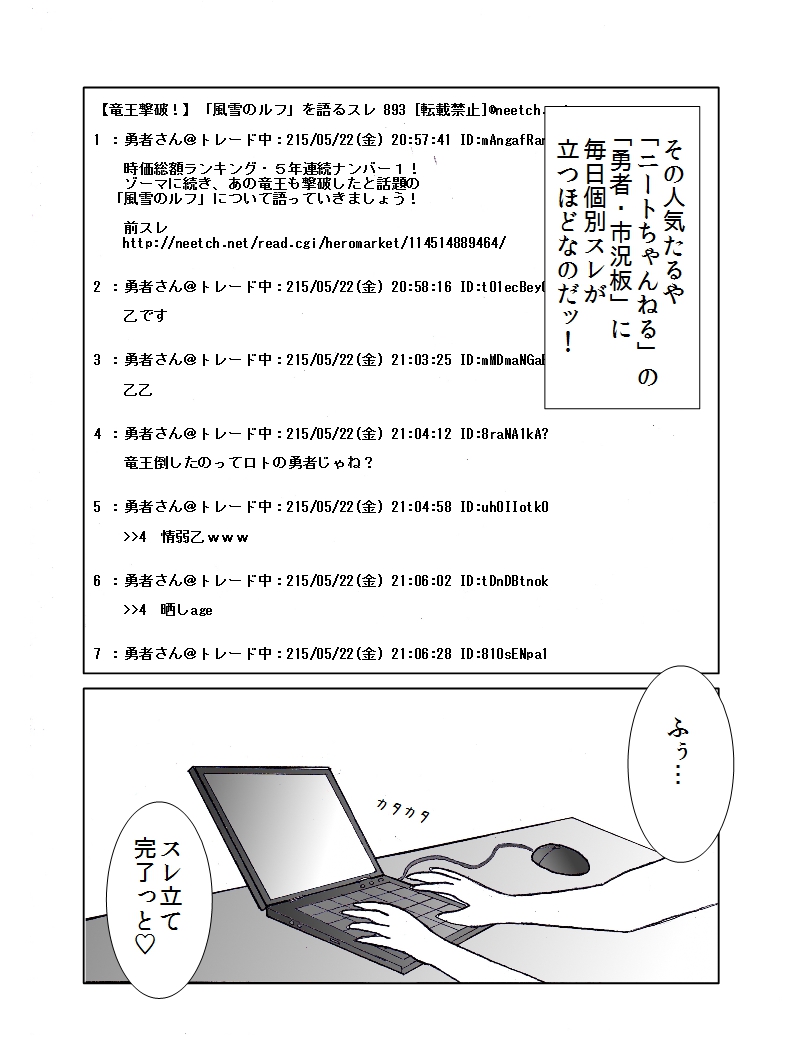 【竜王撃破！】「風雪のルフ」を語るスレ 893 [転載禁止]@neetch.
その人気たるや
「ニートちゃんねる」の
「勇者・市況板」に
毎日個別スレが
立つほどなのだッ！
1 ：勇者さん＠トレード中：215/05/22(金) 20:57:41 ID:mAngafRa
時価総額ランキング・５年連続ナンバー１！
ゾーマに続き、あの竜王も撃破したと話題の
「風雪のルフ」について語っていきましょう！
前スレ
http://neetch.net/read.cgi/heromarket/114514889464/
2 ：勇者さん＠トレード中：215/05/22(金) 20:58:16 ID:tO1ecBey
乙です
3 ：勇者さん＠トレード中：215/05/22(金) 21:03:25 ID:mMDmaNGa
乙乙
4 ：勇者さん＠トレード中：215/05/22(金) 21:04:12 ID:8raNA1kA?
竜王倒したのってロトの勇者じゃね？
5 ：勇者さん＠トレード中：215/05/22(金) 21:04:58 ID:uhOIIotk0
>>4　情弱乙ｗｗｗ
6 ：勇者さん＠トレード中：215/05/22(金) 21:06:02 ID:tDnDBtnok
>>4　晒しage
7 ：勇者さん＠トレード中：215/05/22(金) 21:06:28 ID:810sENpaI
ふぅ…
カタカタ
スレ立て
完了っと♡